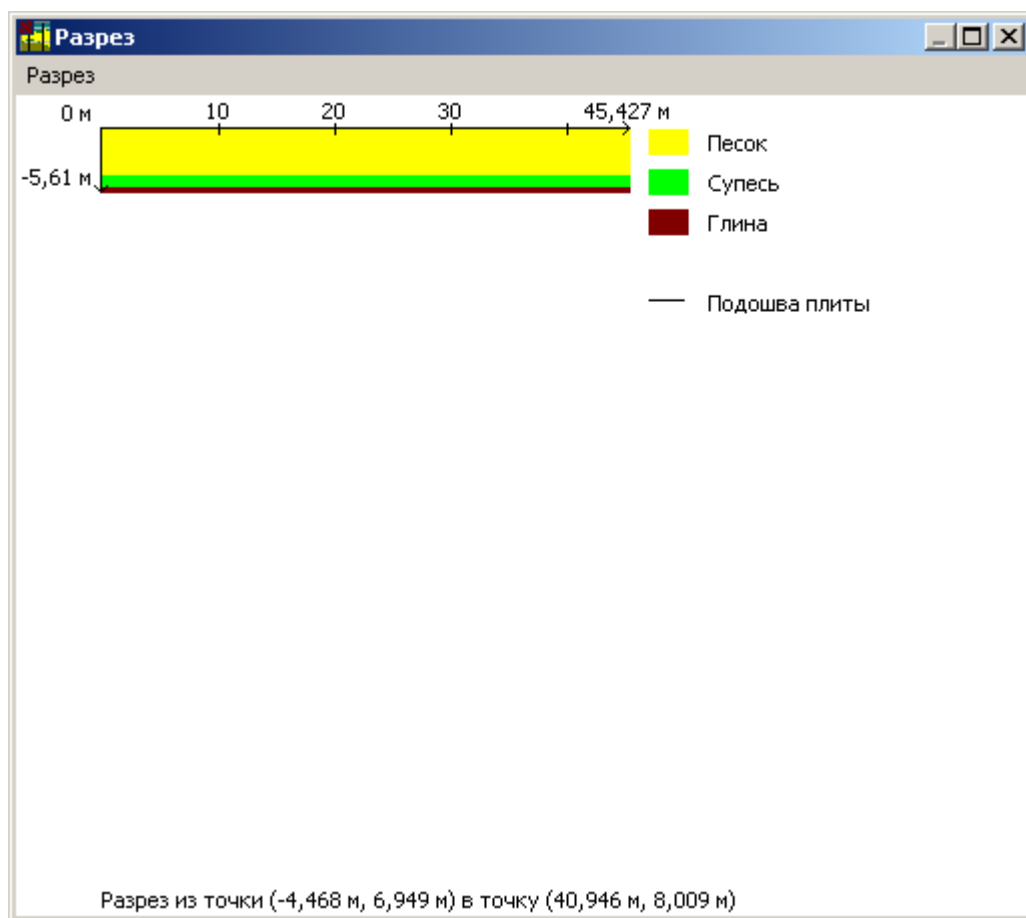 Разрез
Разрез
0 м 10 20 30 45,427 м
-5,61 м
Песок
Супесь
Глина
Подошва плиты
Разрез из точки (-4,468 м, 6,949 м) в точку (40,946 м, 8,009 м)